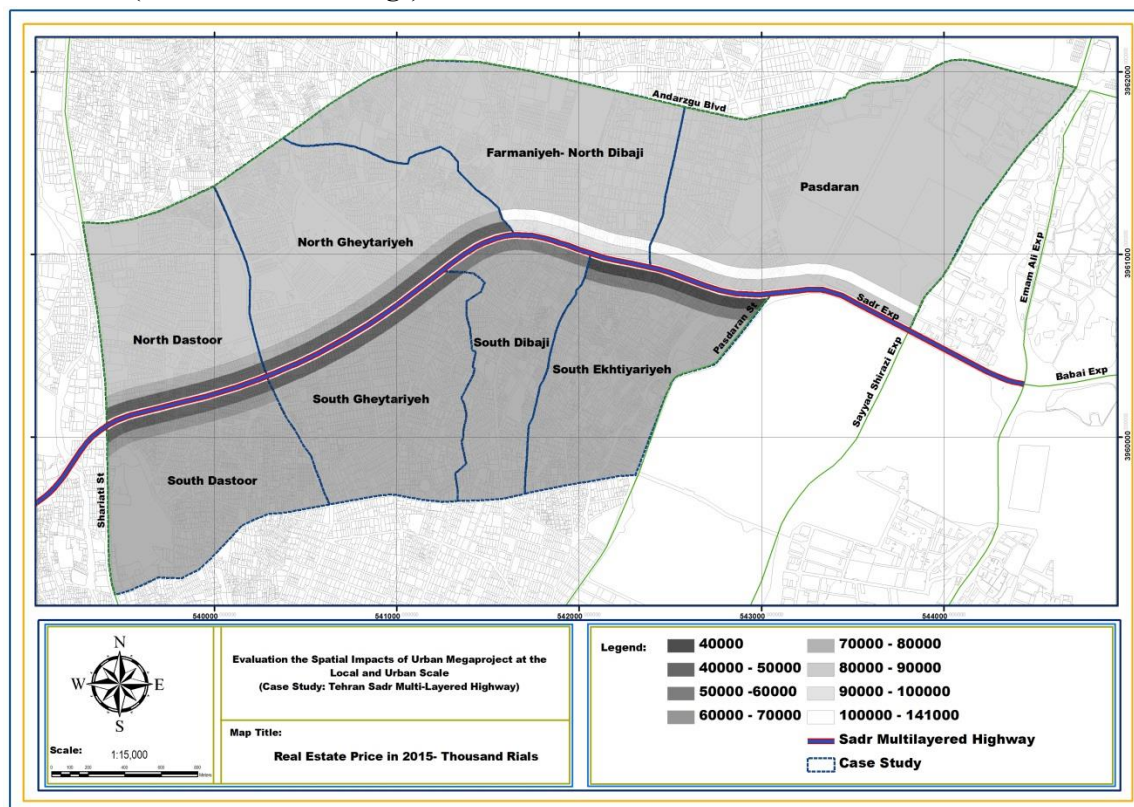 Andarzgu Blvd
Farmaniyeh- North Dibaji
Pasdaran
North Gheytariyeh
North Dastoor
South Dibaji
South Ekhtiyariyeh
South Gheytariyeh
South Dastoor
Shariati St
Pasdaran St
Sadr Exp
Sayyad Shirazi Exp
Emam Ali Exp
Babai Exp
3962000
3961000
3960000
540000
541000
542000
543000
544000
N
W
E
S
Scale:
1:15,000
Evaluation the Spatial Impacts of Urban Megaproject at the
Local and Urban Scale
(Case Study: Tehran Sadr Multi-Layered Highway)
Map Title:
Real Estate Price in 2015- Thousand Rials
Legend:
40000
40000 - 50000
50000 -60000
60000 - 70000
70000 - 80000
80000 - 90000
90000 - 100000
100000 - 141000
Sadr Multilayered Highway
Case Study